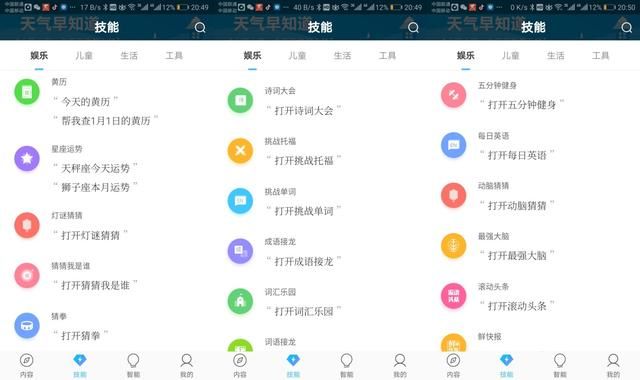 中国联通
中国移动
17 B/s
12%
20:49
天气早知道
技能
娱乐
儿童
生活
工具
黄历
“ 今天的黄历 ”
“ 帮我查1月1日的黄历 ”
星座运势
“ 天秤座今天运势 ”
“ 狮子座本月运势 ”
灯谜猜猜
“ 打开灯谜猜猜 ”
猜猜我是谁
“ 打开猜猜我是谁 ”
猜拳
“ 打开猜拳 ”
内容
技能
智能
我的
中国联通
中国移动
40 B/s
12%
20:49
天气早知道
技能
娱乐
儿童
生活
工具
诗词大会
“ 打开诗词大会 ”
挑战托福
“ 打开挑战托福 ”
挑战单词
“ 打开挑战单词 ”
成语接龙
“ 打开成语接龙 ”
词汇乐园
“ 打开词汇乐园 ”
词语接龙
内容
技能
智能
我的
中国联通
中国移动
0 K/s
12%
20:50
天气早知道
技能
娱乐
儿童
生活
工具
五分钟健身
“ 打开五分钟健身 ”
每日英语
“ 打开每日英语 ”
动脑猜猜
“ 打开动脑猜猜 ”
最强大脑
“ 打开最强大脑 ”
滚动头条
“ 打开滚动头条 ”
鲜快报
内容
技能
智能
我的